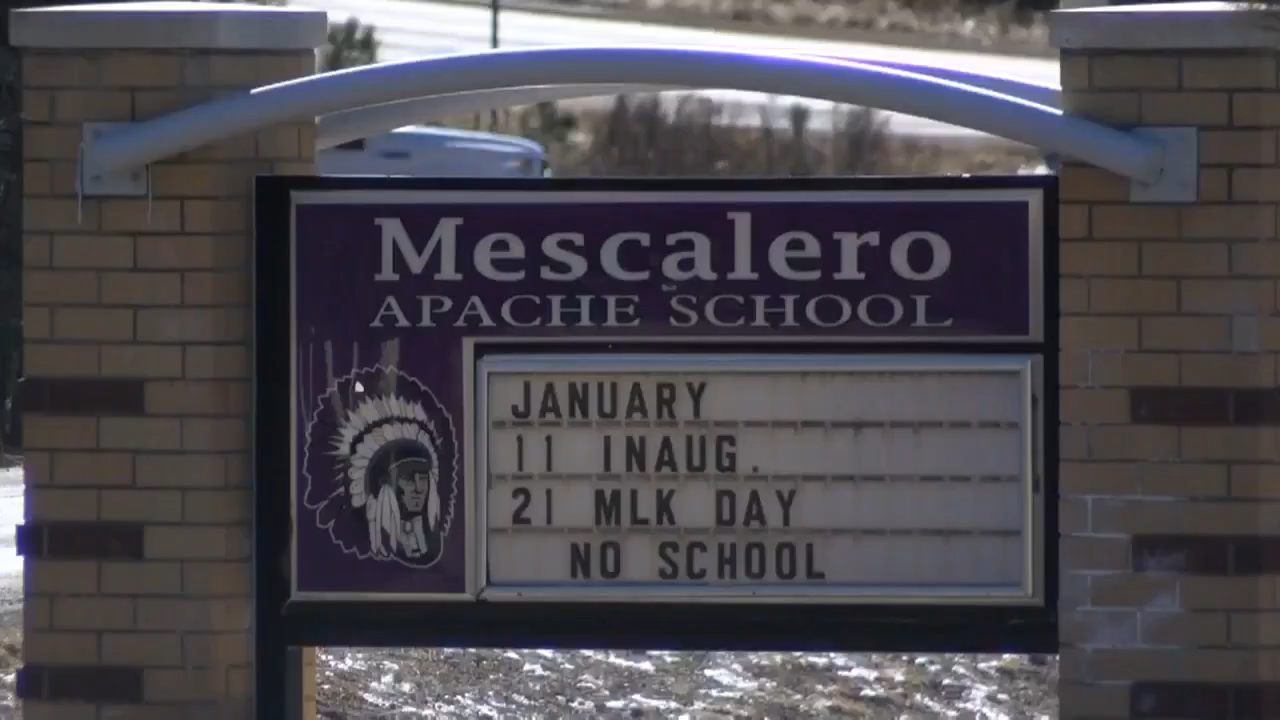 Mescalero
APACHE SCHOOL
JANUARY
11 INAUG.
21 MLK DAY
NO SCHOOL